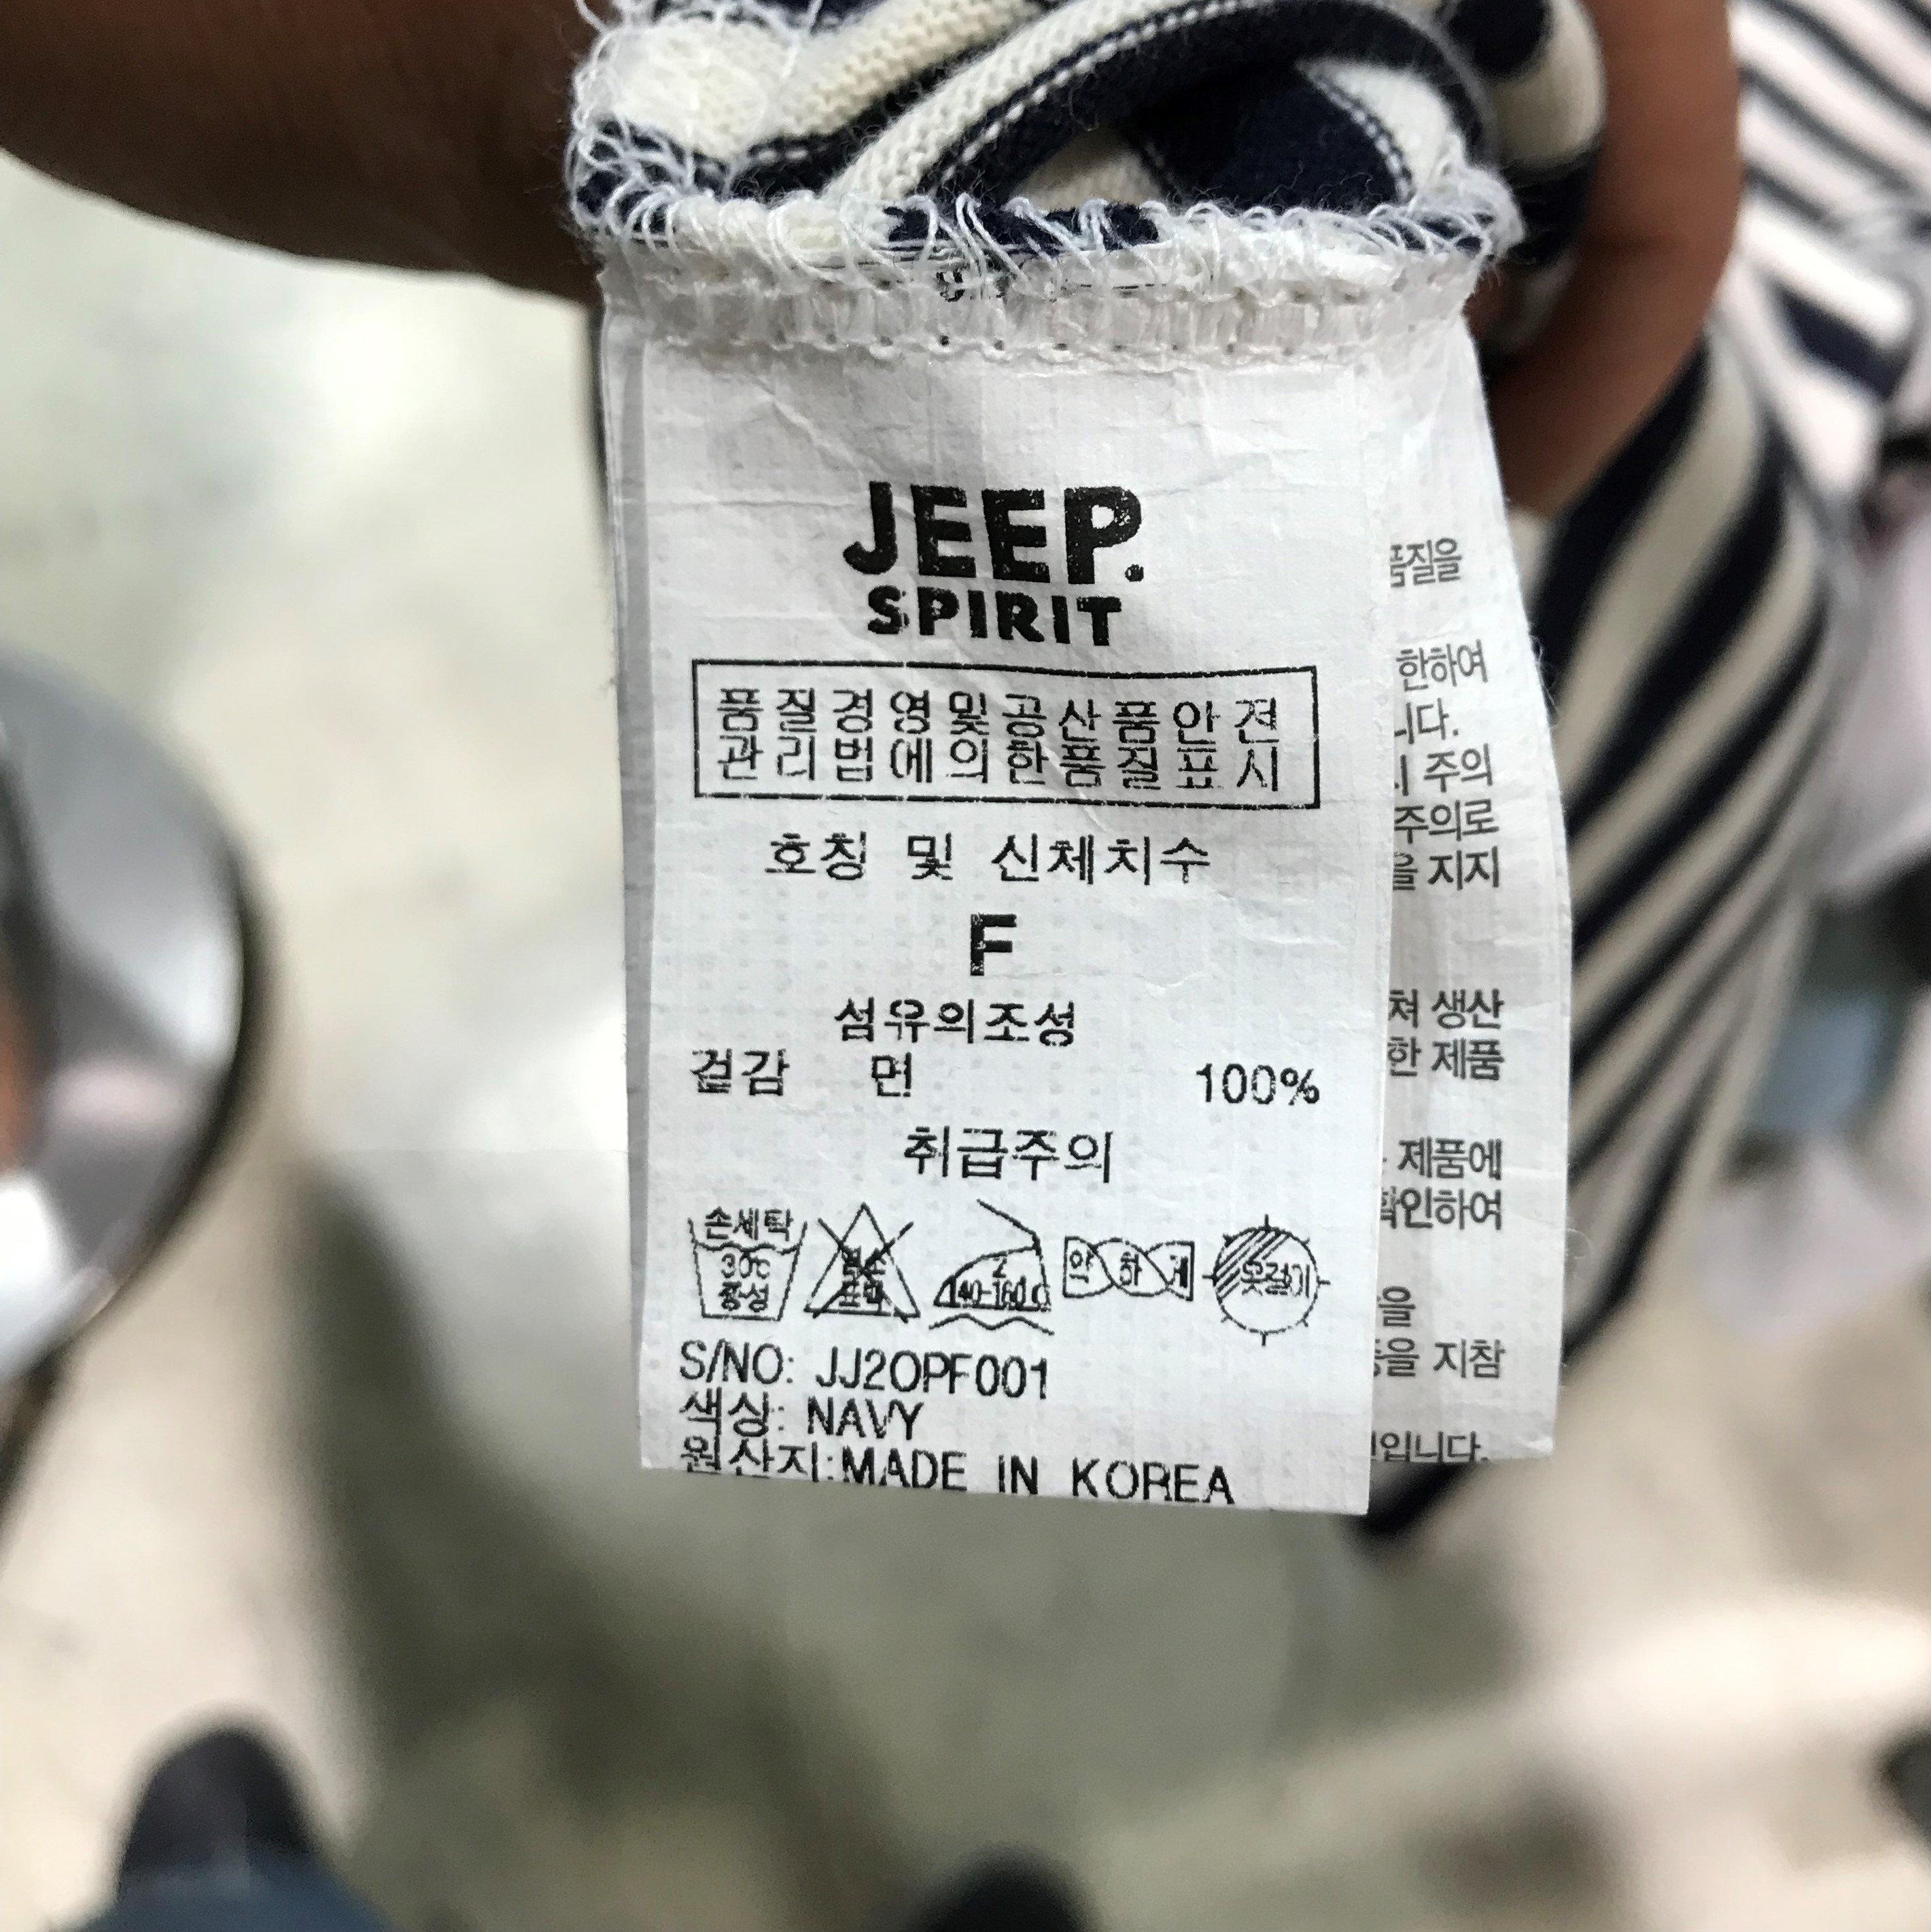 JEEP.
SPIRIT
품질경영및공산품안전
관리법에의한품질표시
호칭 및 신체치수
F
섬유의조성
겉감 면 100%
취급주의
손세탁
30℃
중성
염소
표백
2
140-160℃
약하게
옷걸이
S/NO: JJ2OPF001
색상: NAVY
원산지:MADE IN KOREA
품질을
한하여
니다.
주의
주의로
을 지지
쳐 생산
한 제품
제품에
확인하여
을
을 지참
입니다.